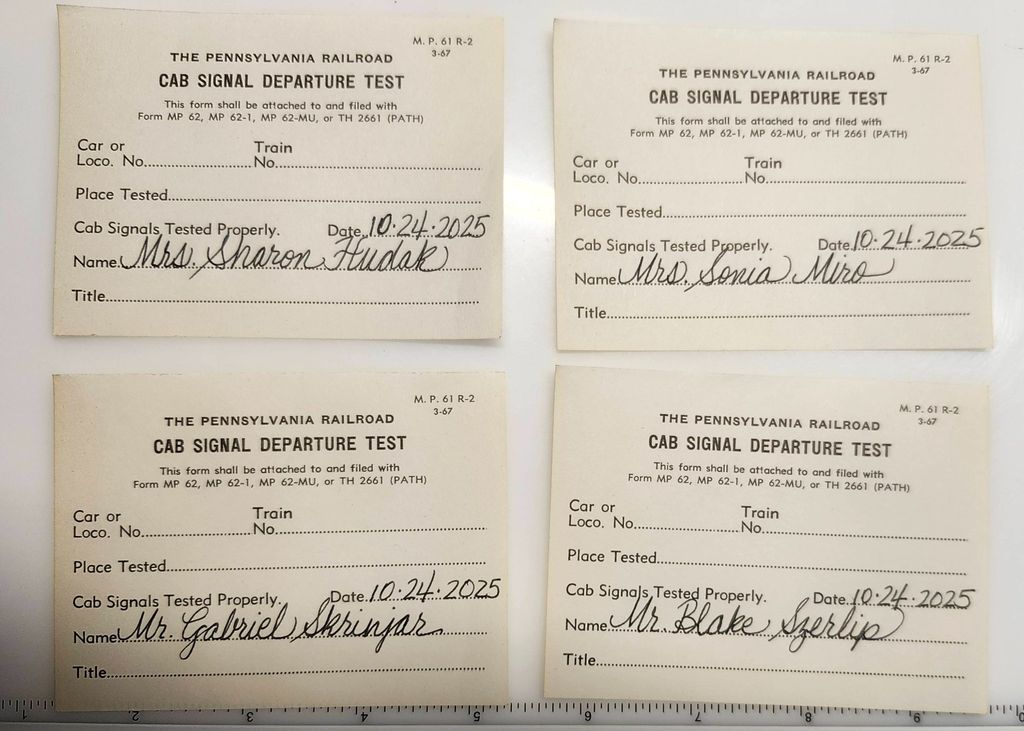 M. P. 61 R-2
3-67
THE PENNSYLVANIA RAILROAD
CAB SIGNAL DEPARTURE TEST
This form shall be attached to and filed with
Form MP 62, MP 62-1, MP 62-MU, or TH 2661 (PATH)
Car or Train
Loco. No. No.
Place Tested
Cab Signals Tested Properly. Date 10·24·2025
Name Mrs. Sharon Hudak
Title
M. P. 61 R-2
3-67
THE PENNSYLVANIA RAILROAD
CAB SIGNAL DEPARTURE TEST
This form shall be attached to and filed with
Form MP 62, MP 62-1, MP 62-MU, or TH 2661 (PATH)
Car or Train
Loco. No. No.
Place Tested
Cab Signals Tested Properly. Date 10·24·2025
Name Mrs. Sonia Miro
Title
M. P. 61 R-2
3-67
THE PENNSYLVANIA RAILROAD
CAB SIGNAL DEPARTURE TEST
This form shall be attached to and filed with
Form MP 62, MP 62-1, MP 62-MU, or TH 2661 (PATH)
Car or Train
Loco. No. No.
Place Tested
Cab Signals Tested Properly. Date 10·24·2025
Name Mr. Gabriel Skrinjar
Title
M. P. 61 R-2
3-67
THE PENNSYLVANIA RAILROAD
CAB SIGNAL DEPARTURE TEST
This form shall be attached to and filed with
Form MP 62, MP 62-1, MP 62-MU, or TH 2661 (PATH)
Car or Train
Loco. No. No.
Place Tested
Cab Signals Tested Properly. Date 10·24·2025
Name Mr. Blake Szerlip
Title
1 2 3 4 5 6 7 8 9 10